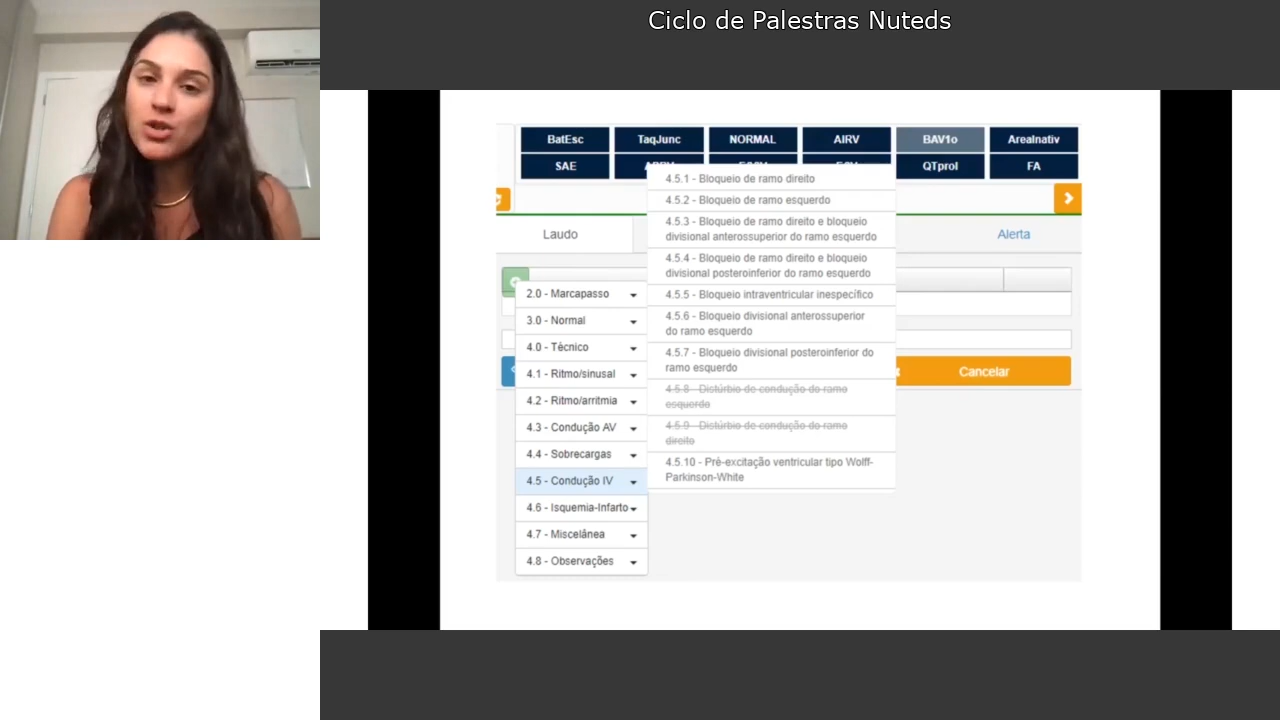 Ciclo de Palestras Nuteds
BatEsc TaqJunc NORMAL AIRV BAV1o AreaInativ
SAE QTprol FA
4.5.1 - Bloqueio de ramo direito
4.5.2 - Bloqueio de ramo esquerdo
4.5.3 - Bloqueio de ramo direito e bloqueio
divisional anterossuperior do ramo esquerdo
4.5.4 - Bloqueio de ramo direito e bloqueio
divisional posteroinferior do ramo esquerdo
4.5.5 - Bloqueio intraventricular inespecífico
4.5.6 - Bloqueio divisional anterossuperior
do ramo esquerdo
4.5.7 - Bloqueio divisional posteroinferior do
ramo esquerdo
4.5.8 - Distúrbio de condução do ramo
esquerdo
4.5.9 - Distúrbio de condução do ramo
direito
4.5.10 - Pré-excitação ventricular tipo Wolff-
Parkinson-White
Laudo
Alerta
2.0 - Marcapasso
3.0 - Normal
4.0 - Técnico
4.1 - Ritmo/sinusal
4.2 - Ritmo/arritmia
4.3 - Condução AV
4.4 - Sobrecargas
4.5 - Condução IV
4.6 - Isquemia-Infarto
4.7 - Miscelânea
4.8 - Observações
Cancelar